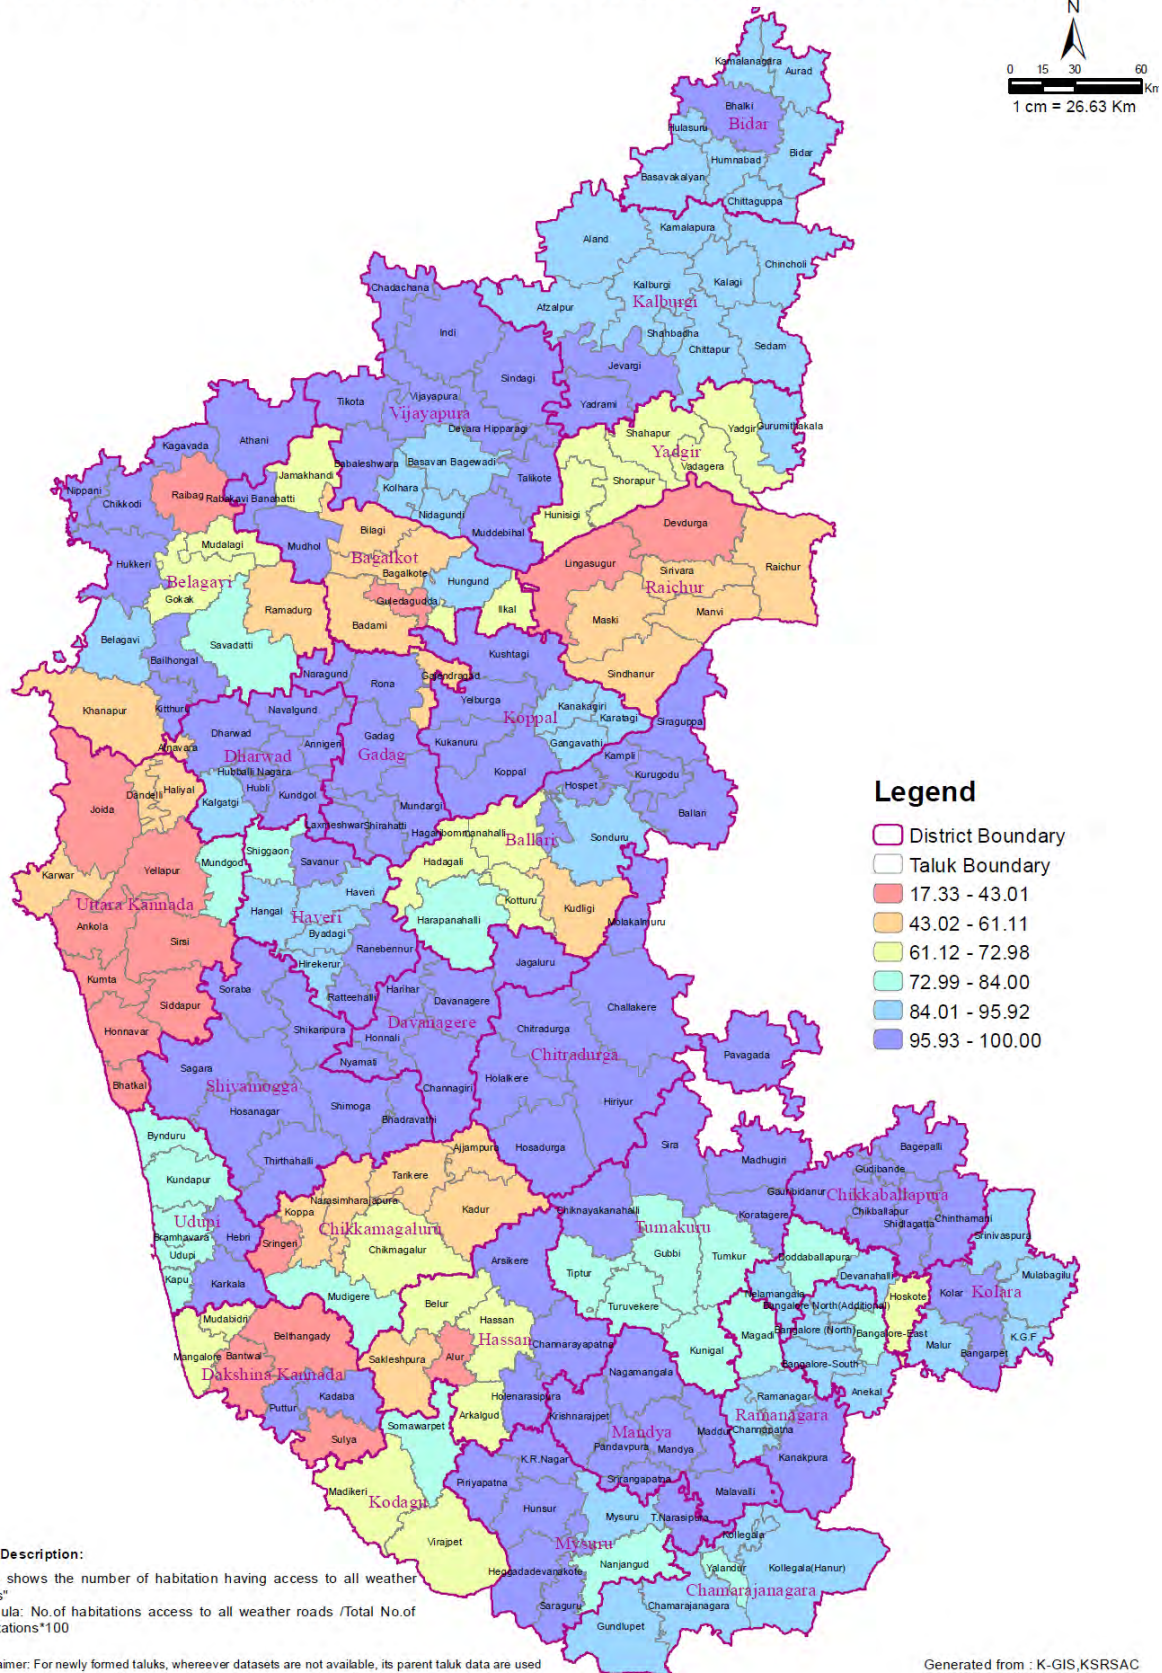 N
0 15 30 60
Km
1 cm = 26.63 Km
Kamalanagara
Aurad
Bhalki
Bidar
Hulasuru
Bidar
Humnabad
Basavakalyan
Chittaguppa
Kamalapura
Aland
Chincholi
Kalburgi
Kalagi
Kalburgi
Chadachana
Afzalpur
Shahbadha
Indi
Chittapur
Sedam
Jevargi
Sindagi
Vijayapura
Tikota
Yadrami
Vijayapura
Devara Hipparagi
Yadgir
Gurumithakala
Shahapur
Athani
Kagavada
Yadgir
Babaleshwara
Basavan Bagewadi
Vadagera
Jamakhandi
Talikote
Shorapur
Kolhara
Nippani
Raibag
Rabakavi Banahatti
Chikkodi
Nidagundi
Hunisigi
Devdurga
Bilagi
Muddebihal
Mudalagi
Mudhol
Bagalkot
Hukkeri
Lingasugur
Raichur
Bagalkote
Sirivara
Belagavi
Hungund
Raichur
Gokak
Guledagudda
Ilkal
Ramadurg
Manvi
Badami
Maski
Belagavi
Savadatti
Kushtagi
Bailhongal
Naragund
Rona
Gajendragad
Sindhanur
Yelburga
Khanapur
Kitthur
Navalgund
Kanakagiri
Koppal
Karatagi
Siraguppa
Dharwad
Gadag
Alnavara
Annigeri
Kukanuru
Gangavathi
Dharwad
Gadag
Kampli
Hubballi Nagara
Koppal
Kurugodu
Haliyal
Hubli
Hospet
Dandelli
Kundgol
Kalgatgi
Mundargi
Joida
Ballari
Laxmeshwar
Shirahatti
Hagaribommanahalli
Ballari
Sonduru
Shiggaon
Mundgod
Savanur
Hadagali
Yellapur
Karwar
Haveri
Kotturu
Uttara Kannada
Hangal
Haveri
Kudligi
Harapanahalli
Molakalmuru
Ankola
Byadagi
Sirsi
Ranebennur
Hirekerur
Jagaluru
Kumta
Soraba
Harihar
Ratteehalli
Davanagere
Siddapur
Challakere
Davanagere
Honnavar
Shikaripura
Chitradurga
Honnali
Chitradurga
Pavagada
Nyamati
Sagara
Holalkere
Bhatkal
Shivamogga
Channagiri
Shimoga
Hiriyur
Hosanagar
Bhadravathi
Bynduru
Hosadurga
Sira
Ajjampura
Bagepalli
Thirthahalli
Madhugiri
Gudibande
Kundapur
Tarikere
Gauribidanur
Chikkaballapura
Narasimharajapura
Koppa
Kadur
Bhiknayakanahalli
Koratagere
Chikballapur
Chinthamani
Udupi
Chikkamagaluru
Tumakuru
Shidlagatta
Bramhavara
Hebri
Sringeri
Srinivaspura
Udupi
Chikmagalur
Gubbi
Tumkur
Doddaballapura
Arsikere
Kapu
Karkala
Tiptur
Devanahalli
Mulabagilu
Nelamangala
Kolar
Kolara
Mudigere
Hoskote
Belur
Turuvekere
Bangalore North(Additional)
Mudabidri
Hassan
Belthangady
Bangalore (North)
Bangalore-East
Magadi
K.G.F
Hassan
Channarayapatna
Malur
Mangalore
Bantwal
Sakleshpura
Alur
Kunigal
Bangarpet
Dakshina Kannada
Nagamangala
Bangalore-South
Kadaba
Holenarasipura
Ramanagar
Anekal
Puttur
Arkalgud
Krishnarajpet
Ramanagara
Somawarpet
Mandya
Maddur
Channapatna
Sulya
Pandavpura
Mandya
K.R.Nagar
Kanakpura
Srirangapatna
Madikeri
Kodagu
Piriyapatna
Malavalli
Hunsur
Mysuru
T.Narasipura
Kollegala
Virajpet
Mysuru
Heggadadevanakote
Nanjangud
Yalandur
Kollegala(Hanur)
Chamarajanagara
Saraguru
Chamarajanagara
Gundlupet
Legend
District Boundary
Taluk Boundary
17.33 - 43.01
43.02 - 61.11
61.12 - 72.98
72.99 - 84.00
84.01 - 95.92
95.93 - 100.00
Description:
shows the number of habitation having access to all weather
s"
ula: No.of habitations access to all weather roads /Total No.of
tations*100
aimer: For newly formed taluks, whereever datasets are not available, its parent taluk data are used
Generated from : K-GIS,KSRSAC